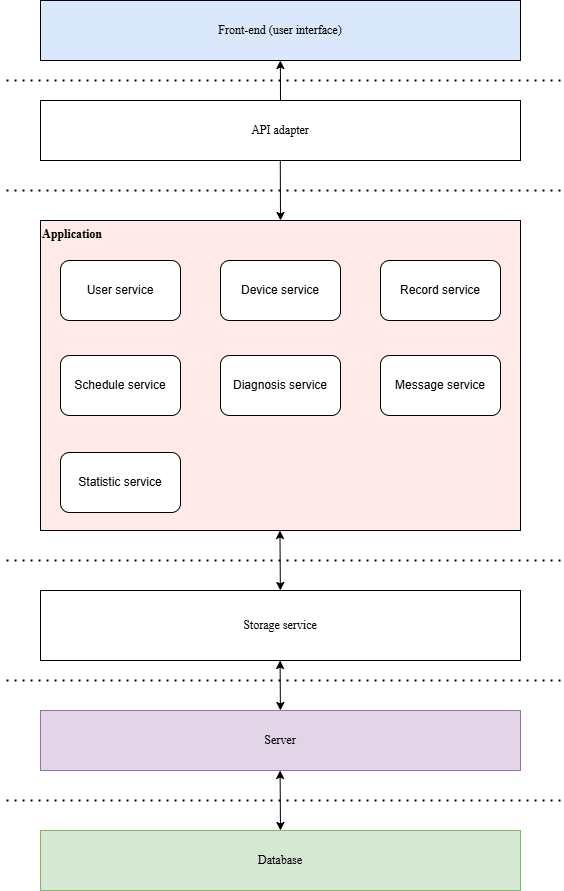 Front-end (user interface)
API adapter
Application
User service
Device service
Record service
Schedule service
Diagnosis service
Message service
Statistic service
Storage service
Server
Database